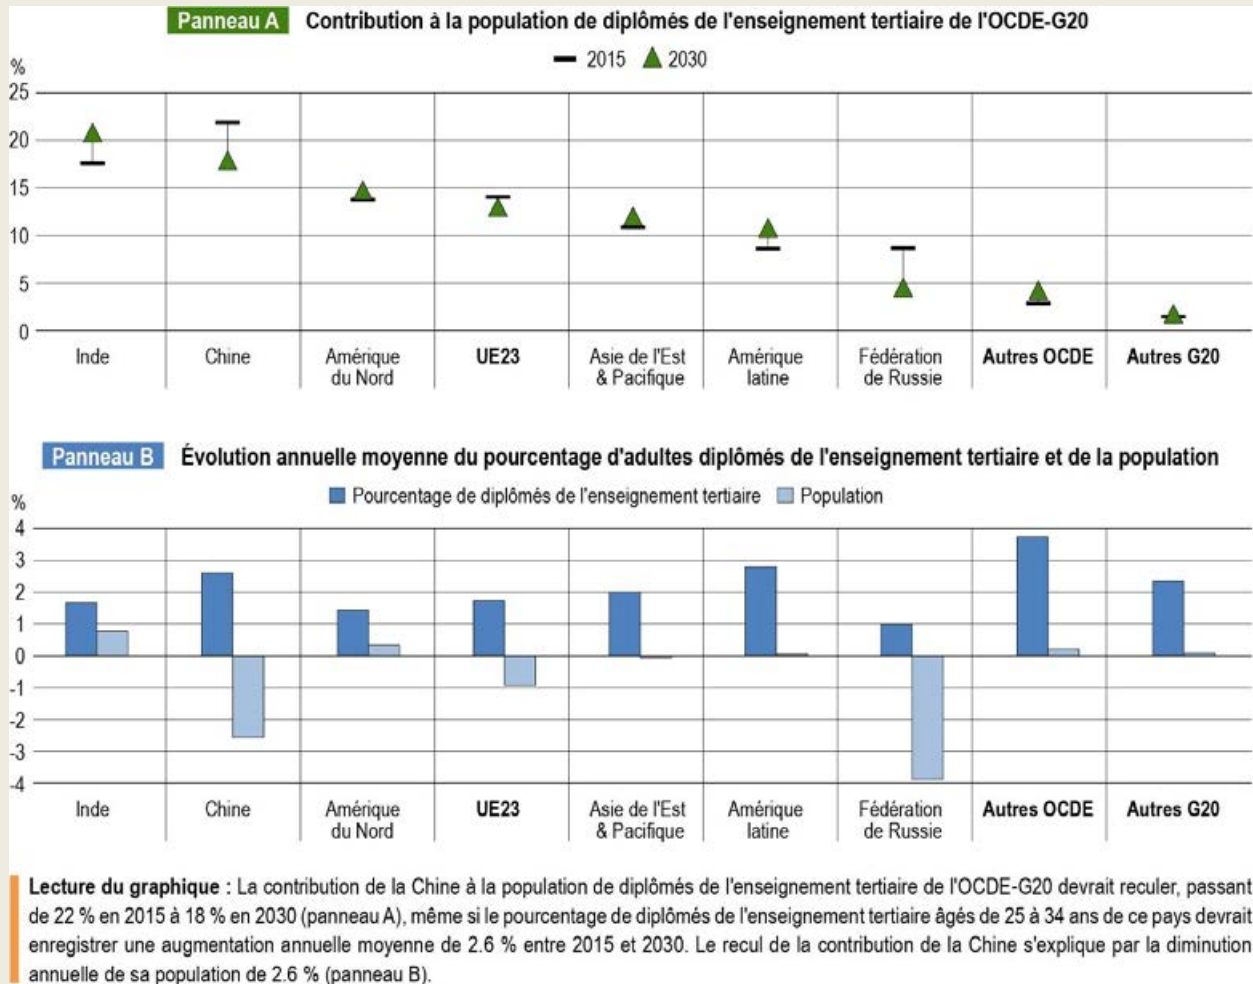 Panneau A Contribution à la population de diplômés de l'enseignement tertiaire de l'OCDE-G20
2015 2030
%
25
20
15
10
5
0
Inde Chine Amérique du Nord UE23 Asie de l'Est & Pacifique Amérique latine Fédération de Russie Autres OCDE Autres G20
Panneau B Évolution annuelle moyenne du pourcentage d'adultes diplômés de l'enseignement tertiaire et de la population
Pourcentage de diplômés de l'enseignement tertiaire Population
%
4
3
2
1
0
-1
-2
-3
-4
Inde Chine Amérique du Nord UE23 Asie de l'Est & Pacifique Amérique latine Fédération de Russie Autres OCDE Autres G20
Lecture du graphique : La contribution de la Chine à la population de diplômés de l'enseignement tertiaire de l'OCDE-G20 devrait reculer, passant
de 22 % en 2015 à 18 % en 2030 (panneau A), même si le pourcentage de diplômés de l'enseignement tertiaire âgés de 25 à 34 ans de ce pays devrait
enregistrer une augmentation annuelle moyenne de 2.6 % entre 2015 et 2030. Le recul de la contribution de la Chine s'explique par la diminution
annuelle de sa population de 2.6 % (panneau B).